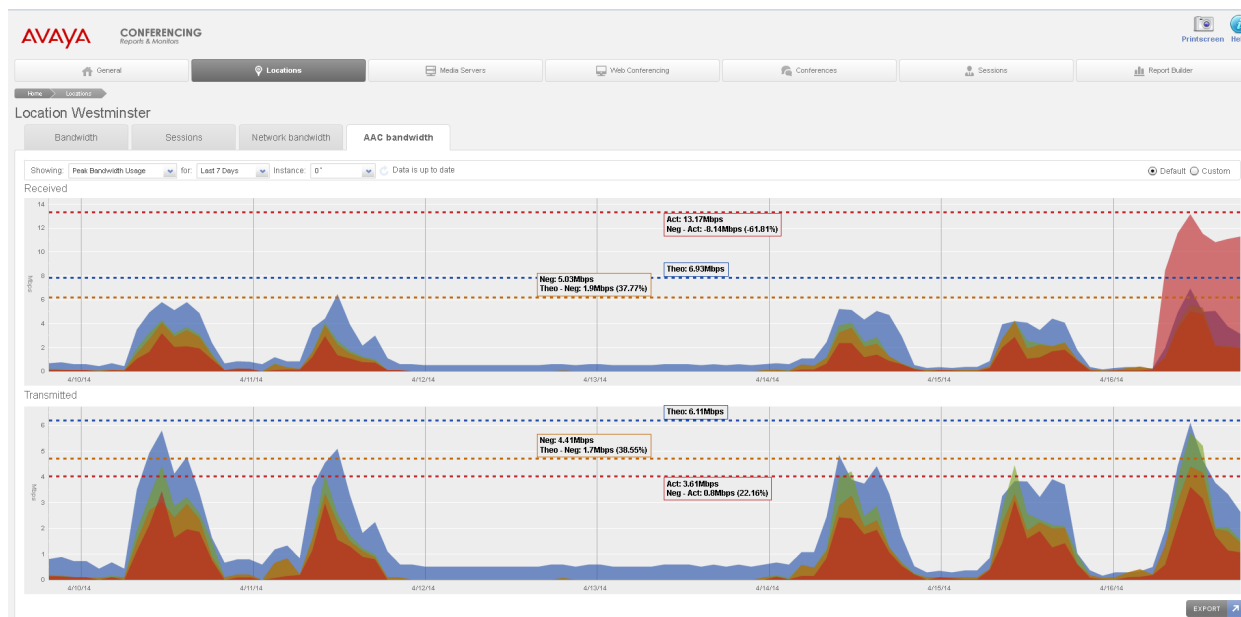 AVAYA
CONFERENCING
Reports & Monitors
Printscreen
General
Locations
Media Servers
Web Conferencing
Conferences
Sessions
Report Builder
Home
Locations
Location Westminster
Bandwidth
Sessions
Network bandwidth
AAC bandwidth
Showing: Peak Bandwidth Usage for: Last 7 Days Instance: 0* Data is up to date
Default Custom
Received
14
12
10
8
6
4
2
0
Mbps
Act: 13.17Mbps
Neg - Act: -8.14Mbps (-61.81%)
Theo: 6.93Mbps
Neg: 5.03Mbps
Theo - Neg: 1.9Mbps (37.77%)
4/10/14 4/11/14 4/12/14 4/13/14 4/14/14 4/15/14 4/16/14
Transmitted
6
5
4
3
2
1
0
Mbps
Theo: 6.11Mbps
Neg: 4.41Mbps
Theo - Neg: 1.7Mbps (38.55%)
Act: 3.61Mbps
Neg - Act: 0.8Mbps (22.16%)
4/10/14 4/11/14 4/12/14 4/13/14 4/14/14 4/15/14 4/16/14
EXPORT